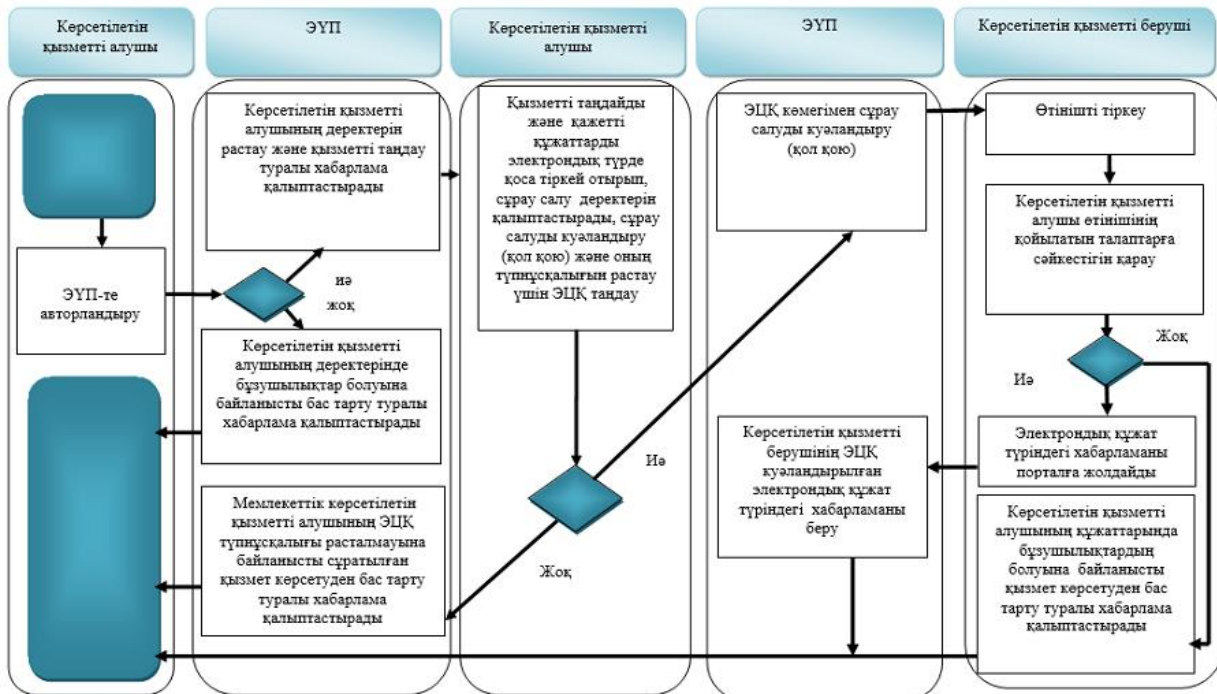 Көрсетілетін
қызметті алушы
ЭҮП
Көрсетілетін қызметті
алушы
ЭҮП
Көрсетілетін қызметті беруші
ЭҮП-те
авторландыру
Көрсетілетін қызметті
алушының деректерін
растау және қызметті таңдау
туралы хабарлама
қалыптастырады
иә
жоқ
Көрсетілетін қызметті
алушының деректерінде
бұзушылықтар болуына
байланысты бас тарту туралы
хабарлама қалыптастырады
Мемлекеттік көрсетілетін
қызметті алушының ЭЦҚ
түпнұсқалығы расталмауына
байланысты сұратылған
қызмет көрсетуден бас тарту
туралы хабарлама
қалыптастырады
Қызметті таңдайды
және қажетті
құжаттарды
электрондық түрде
қоса тіркей отырып,
сұрау салу деректерін
қалыптастырады, сұрау
салуды куәландыру
(қол қою) және оның
түпнұсқалығын растау
үшін ЭЦҚ таңдау
Иә
Жоқ
ЭЦҚ көмегімен сұрау
салуды куәландыру
(қол қою)
Көрсетілетін қызметті
берушінің ЭЦҚ
куәландырылған
электрондық құжат
түріндегі хабарламаны
беру
Өтінішті тіркеу
Көрсетілетін қызметті
алушы өтінішінің
қойылатын талаптарға
сәйкестігін қарау
Жоқ
Иә
Электрондық құжат
түріндегі хабарламаны
порталға жолдайды
Көрсетілетін қызметті
алушының құжаттарында
бұзушылықтардың
болуына байланысты
қызмет көрсетуден бас
тарту туралы хабарлама
қалыптастырады